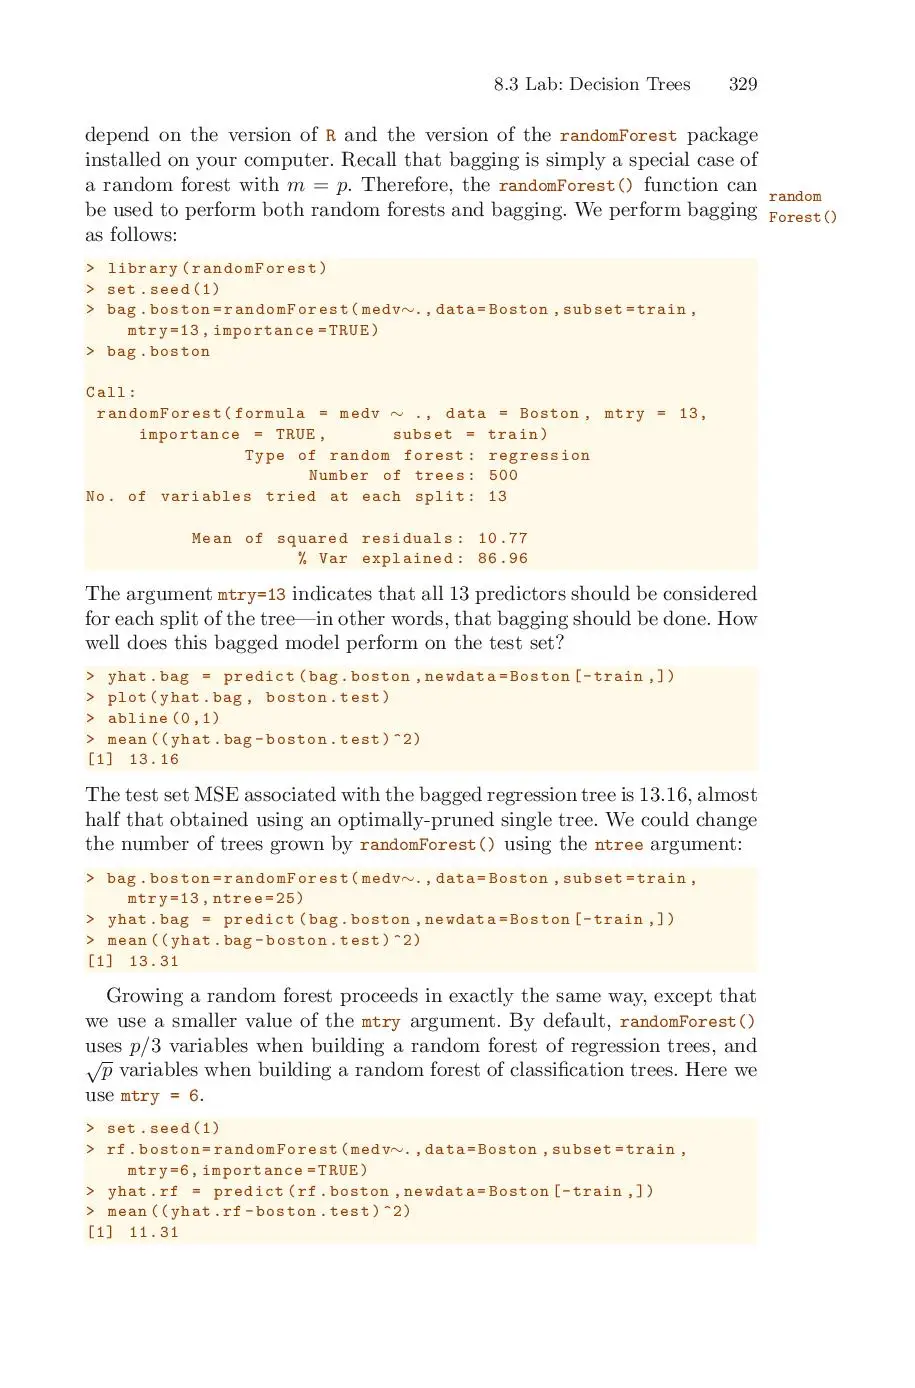 8.3 Lab: Decision Trees 329
depend on the version of R and the version of the randomForest package
installed on your computer. Recall that bagging is simply a special case of
a random forest with m = p. Therefore, the randomForest() function can
be used to perform both random forests and bagging. We perform bagging
as follows:
random
Forest()
> library(randomForest)
> set.seed(1)
> bag.boston=randomForest(medv∼.,data=Boston,subset=train,
mtry=13,importance=TRUE)
> bag.boston
Call:
randomForest(formula = medv ∼ ., data = Boston, mtry = 13,
importance = TRUE, subset = train)
Type of random forest: regression
Number of trees: 500
No. of variables tried at each split: 13
Mean of squared residuals: 10.77
% Var explained: 86.96
The argument mtry=13 indicates that all 13 predictors should be considered
for each split of the tree—in other words, that bagging should be done. How
well does this bagged model perform on the test set?
> yhat.bag = predict(bag.boston,newdata=Boston[-train,])
> plot(yhat.bag, boston.test)
> abline(0,1)
> mean((yhat.bag-boston.test)^2)
[1] 13.16
The test set MSE associated with the bagged regression tree is 13.16, almost
half that obtained using an optimally-pruned single tree. We could change
the number of trees grown by randomForest() using the ntree argument:
> bag.boston=randomForest(medv∼.,data=Boston,subset=train,
mtry=13,ntree=25)
> yhat.bag = predict(bag.boston,newdata=Boston[-train,])
> mean((yhat.bag-boston.test)^2)
[1] 13.31
Growing a random forest proceeds in exactly the same way, except that
we use a smaller value of the mtry argument. By default, randomForest()
uses p/3 variables when building a random forest of regression trees, and
√p variables when building a random forest of classification trees. Here we
use mtry = 6.
> set.seed(1)
> rf.boston=randomForest(medv∼.,data=Boston,subset=train,
mtry=6,importance=TRUE)
> yhat.rf = predict(rf.boston,newdata=Boston[-train,])
> mean((yhat.rf-boston.test)^2)
[1] 11.31